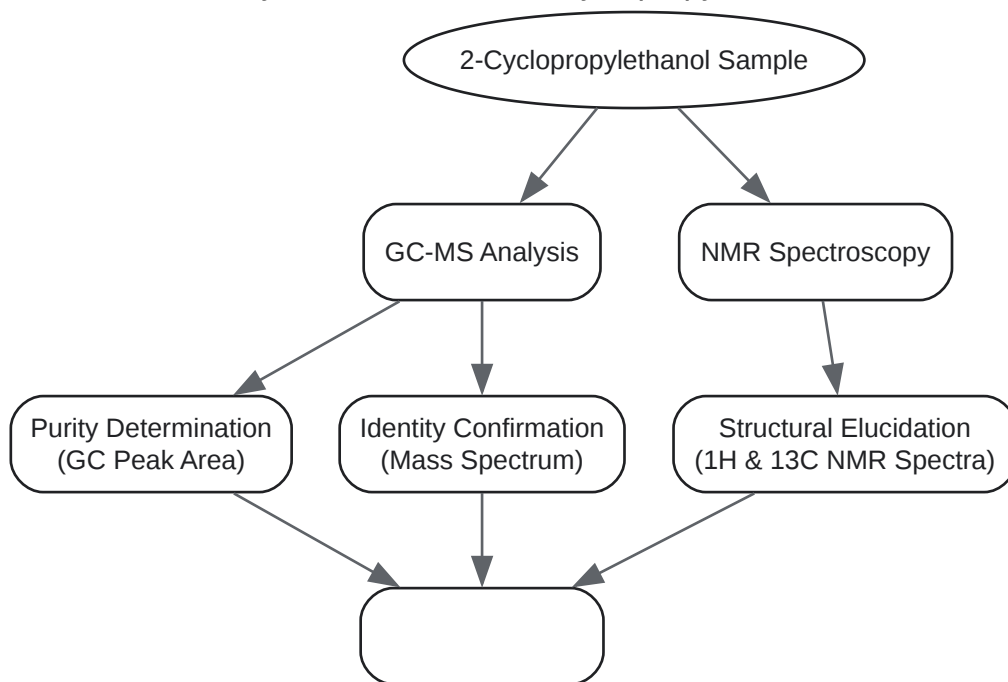 2-Cyclopropylethanol Sample
GC-MS Analysis
NMR Spectroscopy
Purity Determination
(GC Peak Area)
Identity Confirmation
(Mass Spectrum)
Structural Elucidation
(1H & 13C NMR Spectra)